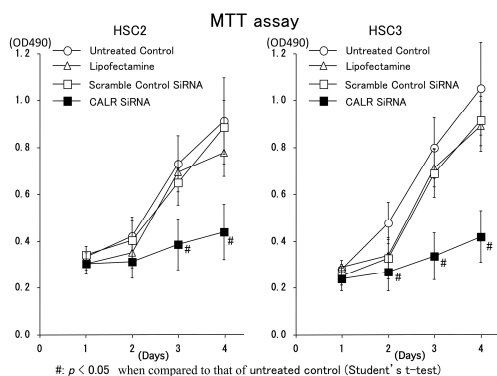 MTT assay
HSC2
HSC3
(OD490)
(OD490)
Untreated Control
Lipofectamine
Scramble Control SiRNA
CALR SiRNA
Untreated Control
Lipofectamine
Scramble Control SiRNA
CALR SiRNA
1.2
1.0
0.8
0.6
0.4
0.2
0.0
1.2
1.0
0.8
0.6
0.4
0.2
0.0
#
#
#
#
#
0 1 2 3 4
0 1 2 3 4
(Days)
(Days)
#: p < 0.05 when compared to that of untreated control (Student's t-test)